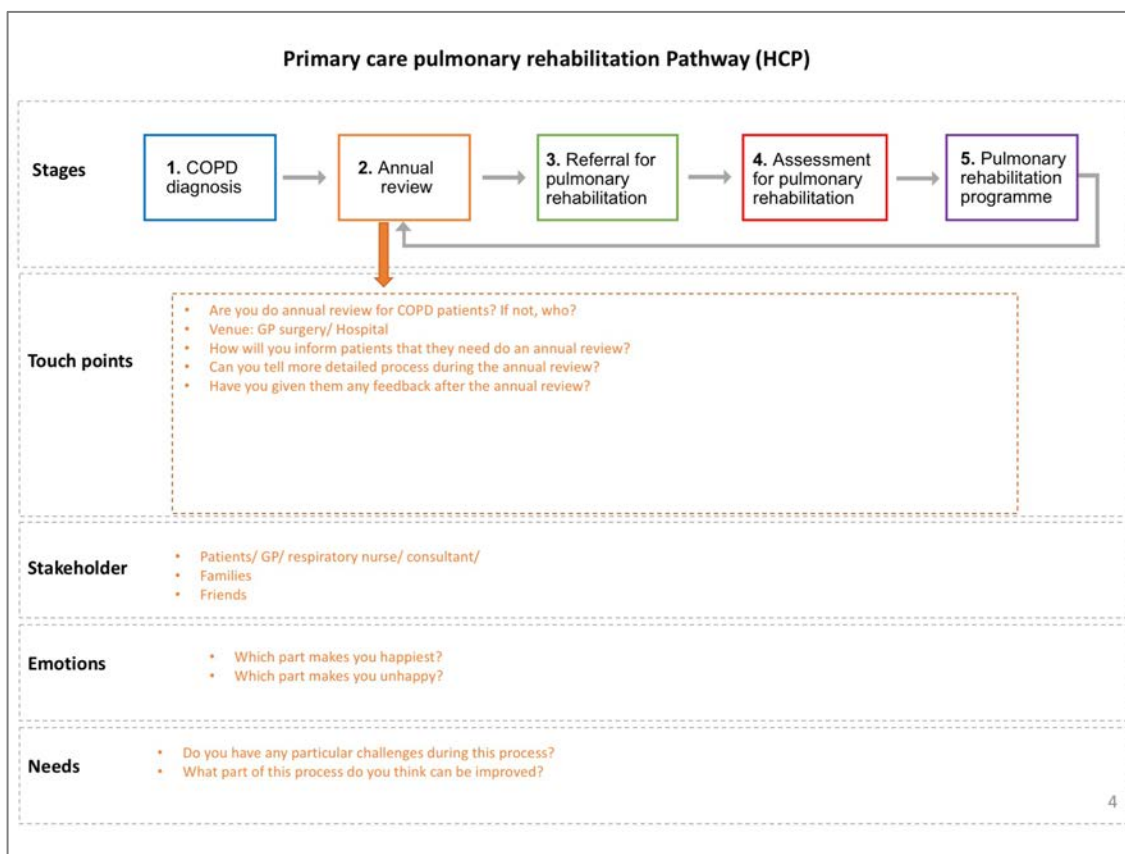 Primary care pulmonary rehabilitation Pathway (HCP)
Stages
1. COPD
diagnosis
2. Annual
review
3. Referral for
pulmonary
rehabilitation
4. Assessment
for pulmonary
rehabilitation
5. Pulmonary
rehabilitation
programme
Touch points
• Are you do annual review for COPD patients? If not, who?
• Venue: GP surgery/ Hospital
• How will you inform patients that they need do an annual review?
• Can you tell more detailed process during the annual review?
• Have you given them any feedback after the annual review?
Stakeholder
• Patients/ GP/ respiratory nurse/ consultant/
• Families
• Friends
Emotions
• Which part makes you happiest?
• Which part makes you unhappy?
Needs
• Do you have any particular challenges during this process?
• What part of this process do you think can be improved?
4